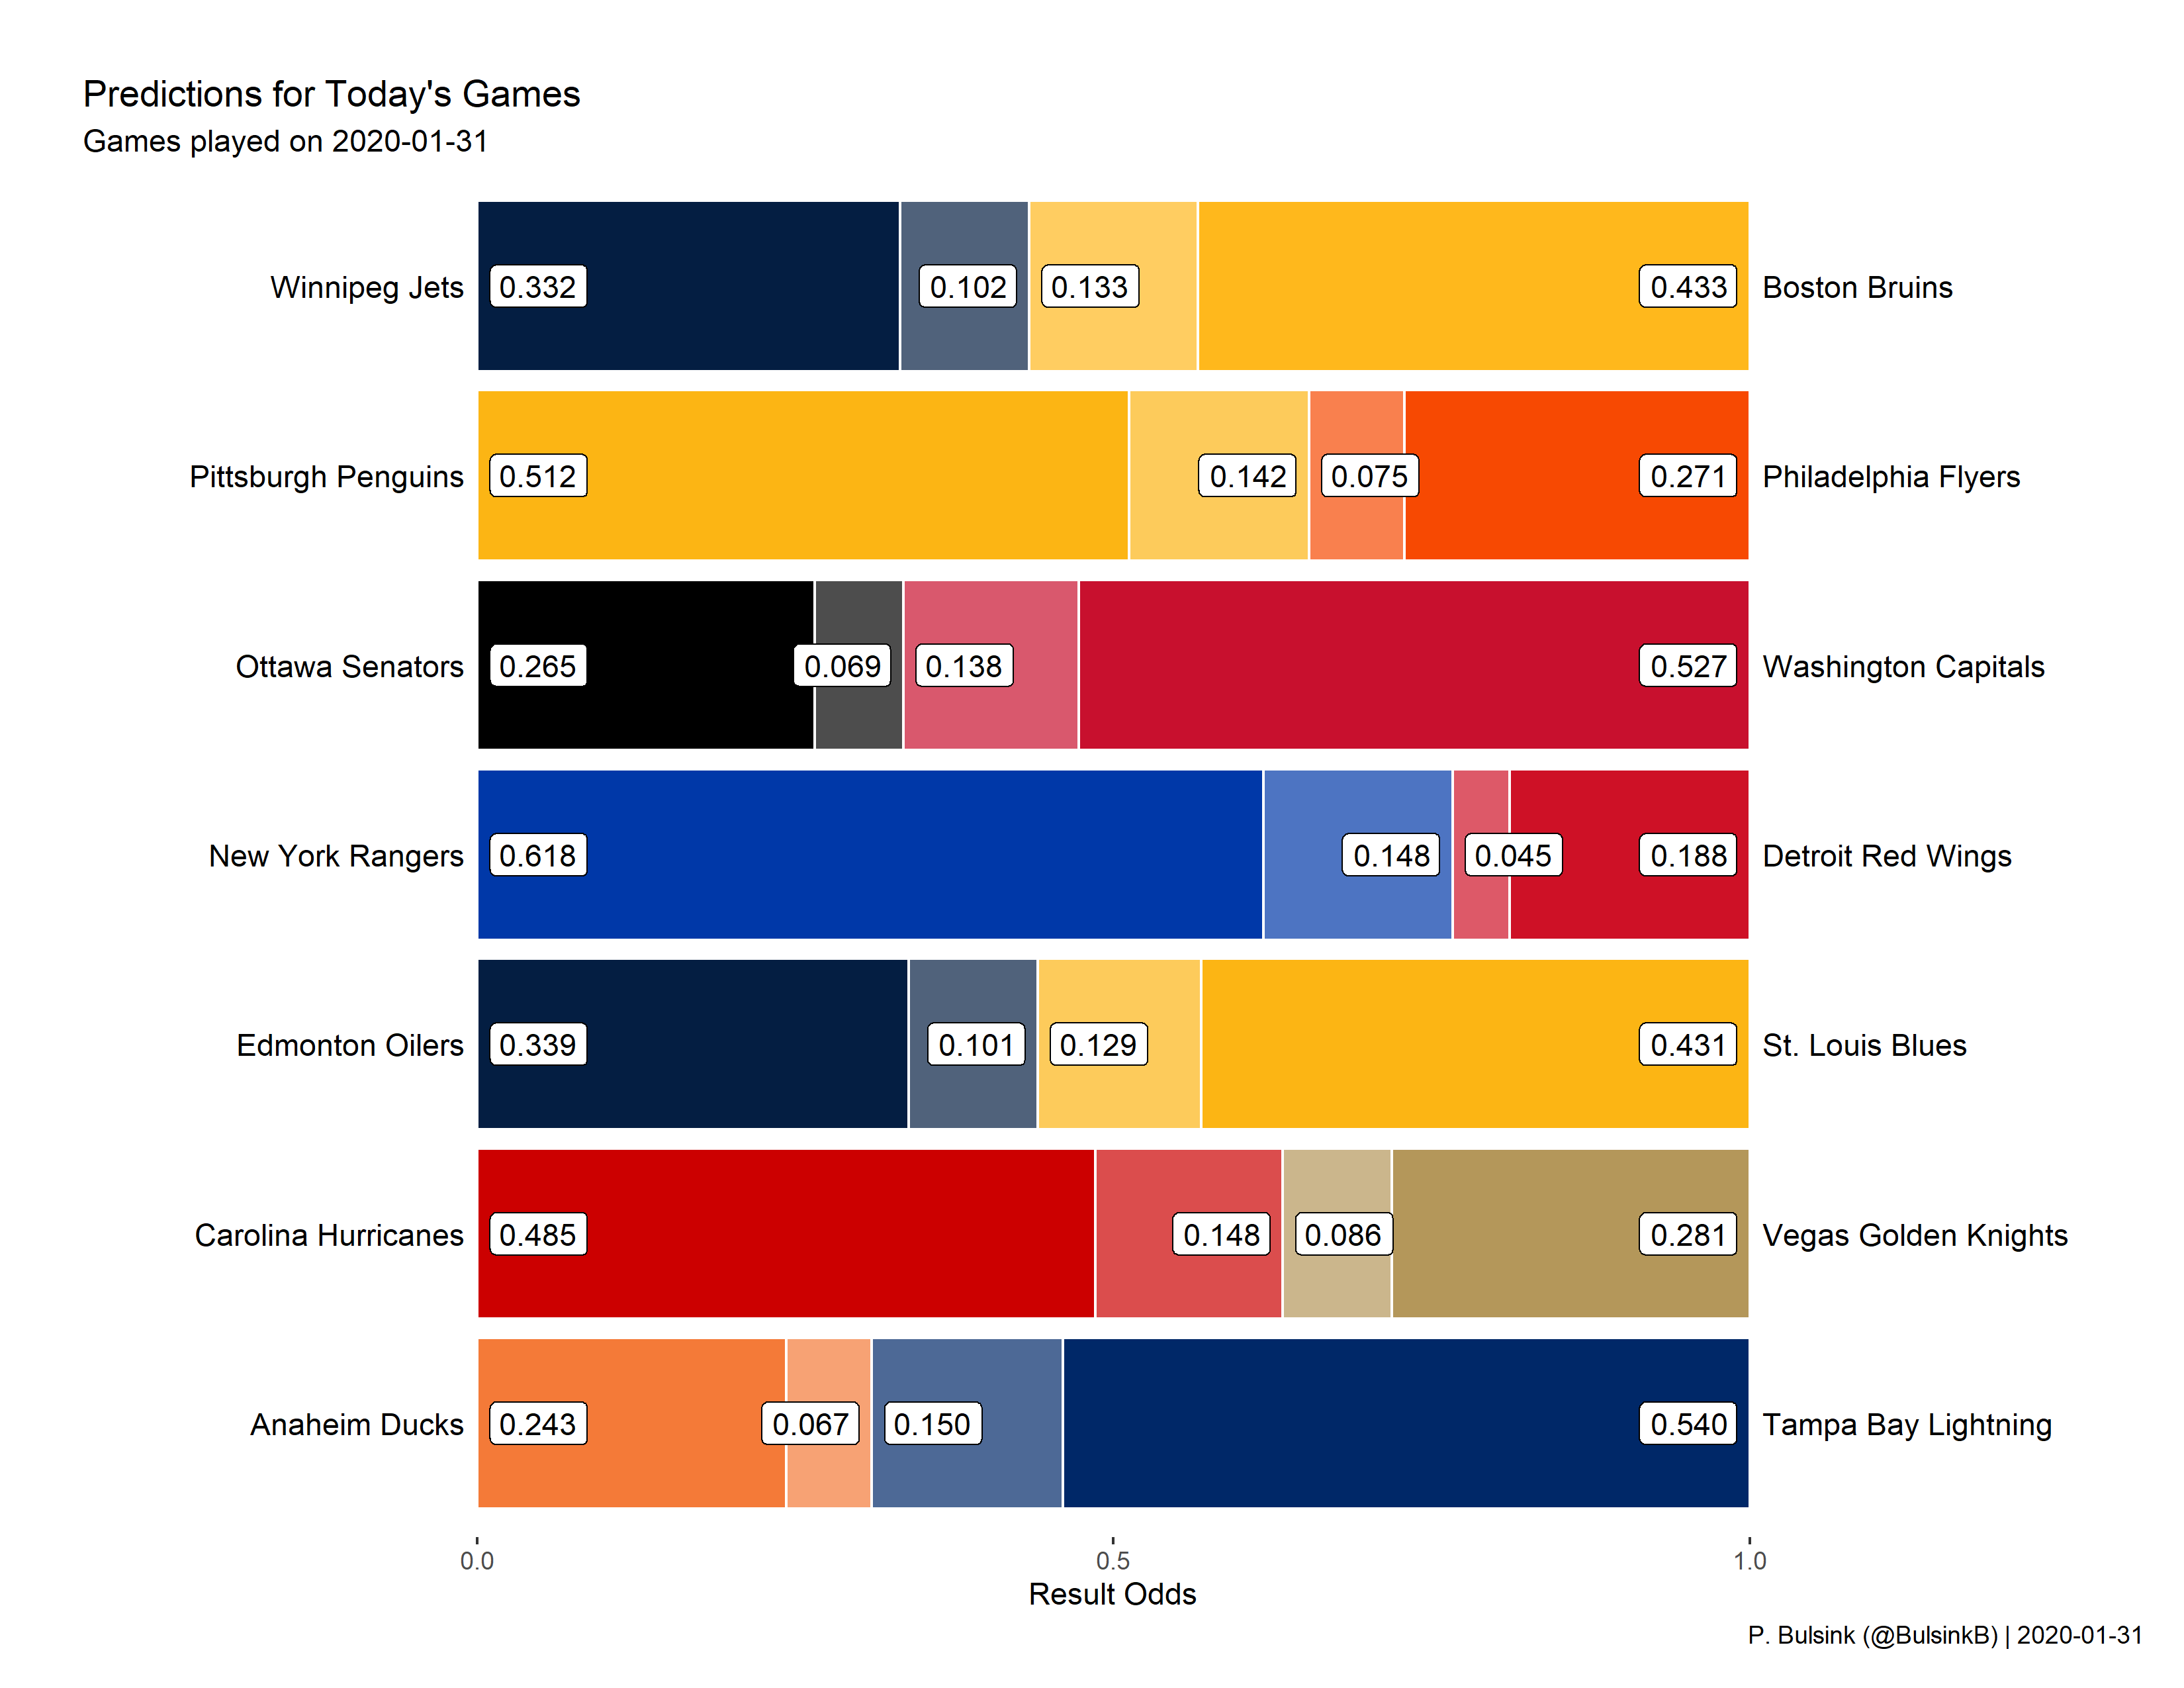 Predictions for Today's Games
Games played on 2020-01-31
Winnipeg Jets 0.332 0.102 0.133 0.433 Boston Bruins
Pittsburgh Penguins 0.512 0.142 0.075 0.271 Philadelphia Flyers
Ottawa Senators 0.265 0.069 0.138 0.527 Washington Capitals
New York Rangers 0.618 0.148 0.045 0.188 Detroit Red Wings
Edmonton Oilers 0.339 0.101 0.129 0.431 St. Louis Blues
Carolina Hurricanes 0.485 0.148 0.086 0.281 Vegas Golden Knights
Anaheim Ducks 0.243 0.067 0.150 0.540 Tampa Bay Lightning
0.0 0.5 1.0
Result Odds
P. Bulsink (@BulsinkB) | 2020-01-31